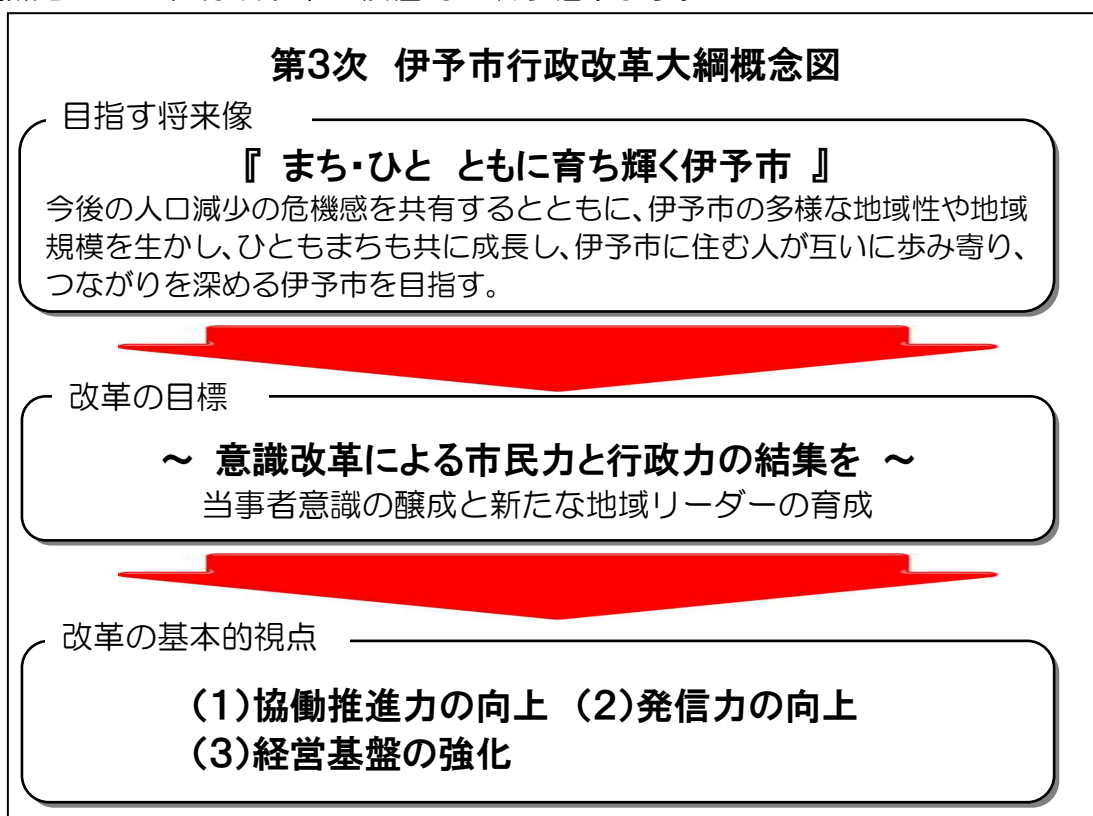 第3次 伊予市行政改革大綱概念図
目指す将来像
『 まち・ひと ともに育ち輝く伊予市 』
今後の人口減少の危機感を共有するとともに、伊予市の多様な地域性や地域
規模を生かし、ひともまちも共に成長し、伊予市に住む人が互いに歩み寄り、
つながりを深める伊予市を目指す。
改革の目標
～ 意識改革による市民力と行政力の結集を ～
当事者意識の醸成と新たな地域リーダーの育成
改革の基本的視点
(1)協働推進力の向上 (2)発信力の向上
(3)経営基盤の強化